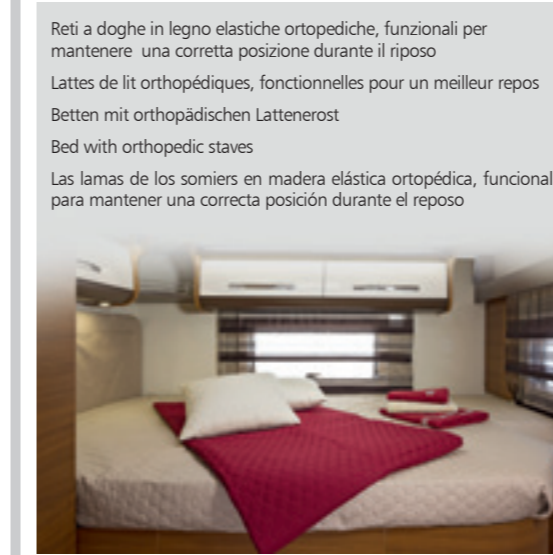 Reti a doghe in legno elastiche ortopediche, funzionali per
mantenere una corretta posizione durante il riposo
Lattes de lit orthopédiques, fonctionnelles pour un meilleur repos
Betten mit orthopädischen Lattenerost
Bed with orthopedic staves
Las lamas de los somiers en madera elástica ortopédica, funcional
para mantener una correcta posición durante el reposo